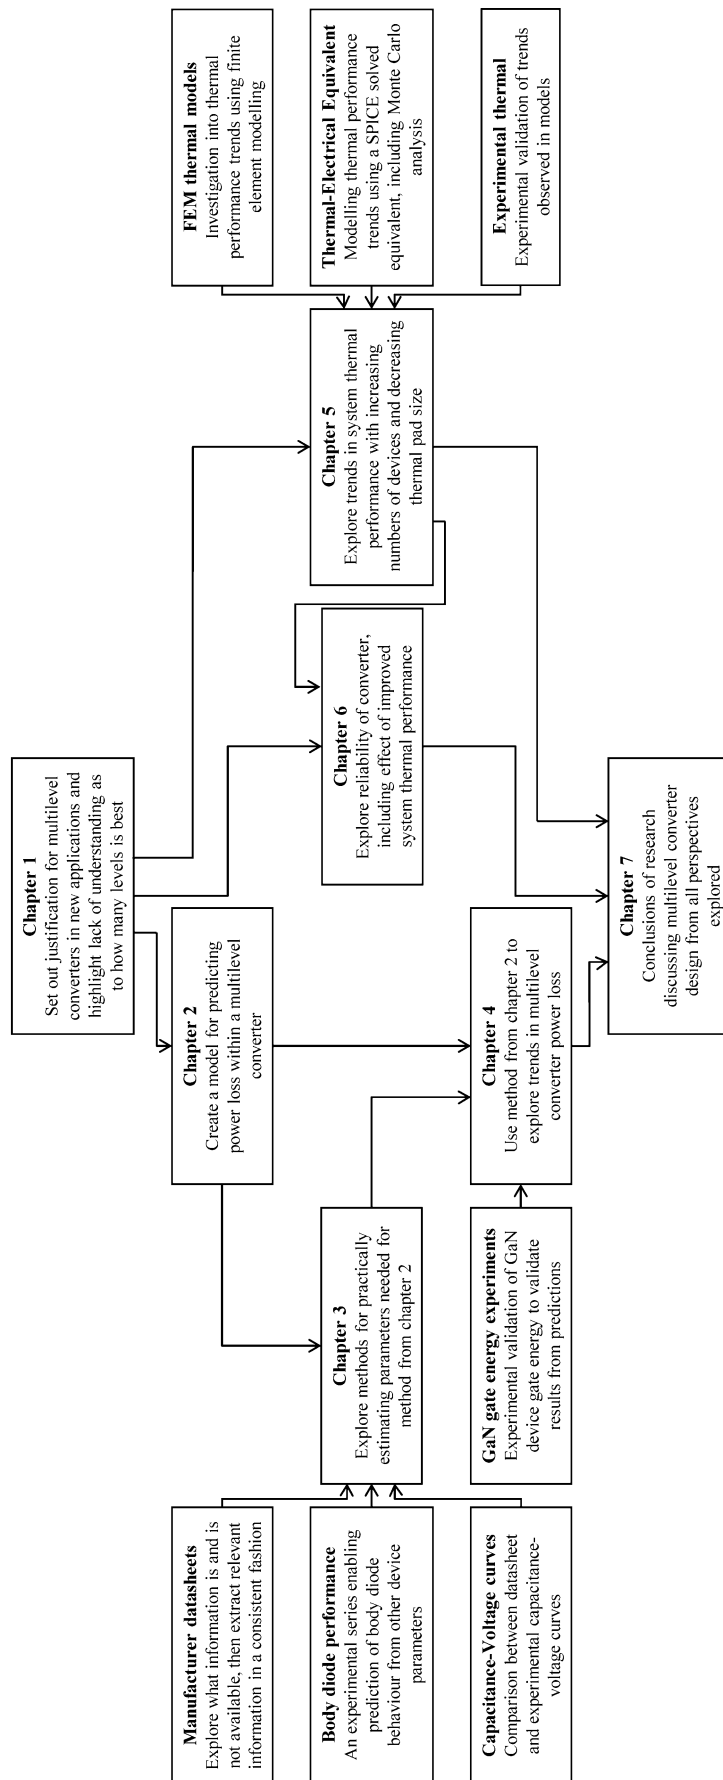 Chapter 1
Set out justification for multilevel
converters in new applications and
highlight lack of understanding as
to how many levels is best
Chapter 2
Create a model for predicting
power loss within a multilevel
converter
Manufacturer datasheets
Explore what information is and is
not available, then extract relevant
information in a consistent fashion
Body diode performance
An experimental series enabling
prediction of body diode
behaviour from other device
parameters
Capacitance-Voltage curves
Comparison between datasheet
and experimental capacitance-
voltage curves
Chapter 3
Explore methods for practically
estimating parameters needed for
method from chapter 2
GaN gate energy experiments
Experimental validation of GaN
device gate energy to validate
results from predictions
Chapter 4
Use method from chapter 2 to
explore trends in multilevel
converter power loss
Chapter 6
Explore reliability of converter,
including effect of improved
system thermal performance
Chapter 5
Explore trends in system thermal
performance with increasing
numbers of devices and decreasing
thermal pad size
FEM thermal models
Investigation into thermal
performance trends using finite
element modelling
Thermal-Electrical Equivalent
Modelling thermal performance
trends using a SPICE solved
equivalent, including Monte Carlo
analysis
Experimental thermal
Experimental validation of trends
observed in models
Chapter 7
Conclusions of research
discussing multilevel converter
design from all perspectives
explored